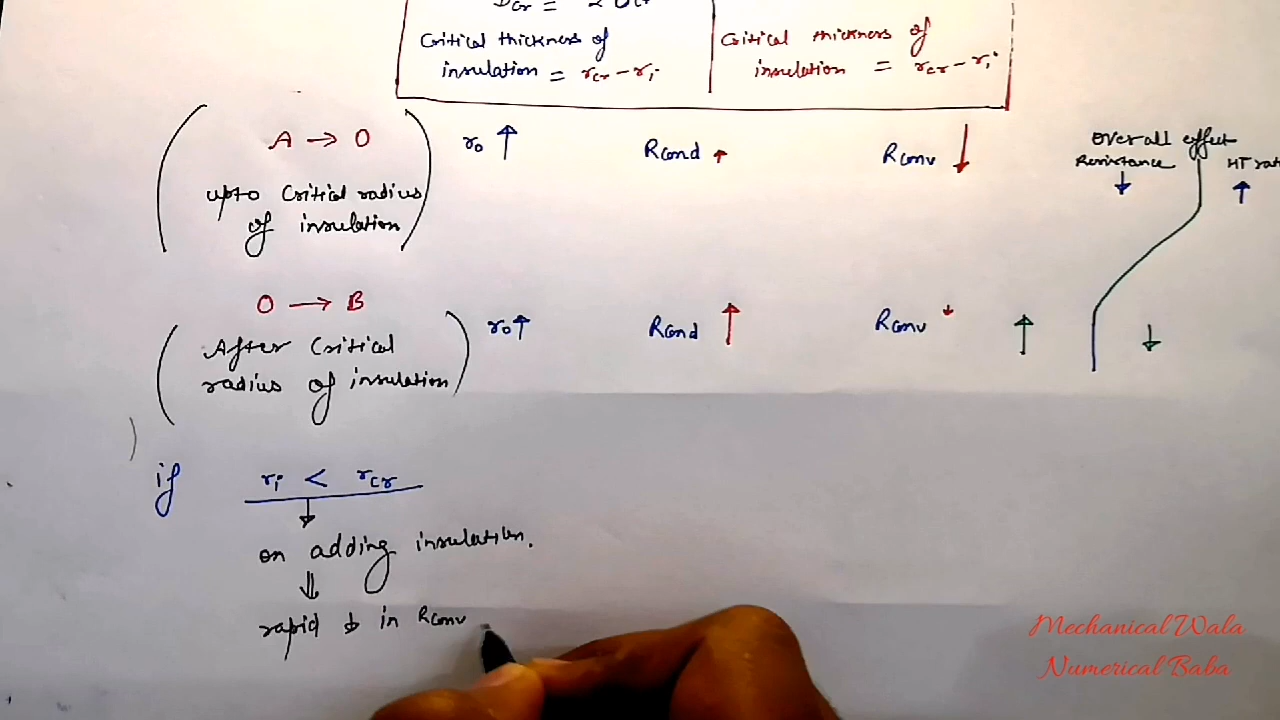 Critical thickness of
insulation = rcr - ri
Critical thickness of
insulation = rcr - ri
A → O
upto Critical radius
of insulation
ro ↑
Rcond ↑
Rconv ↓
Overall effect
Resistance
↓
HT rat
↑
O → B
After Critical
radius of insulation
ro ↑
Rcond ↑
Rconv ↓
↑
↓
if ri < rcr
↓
on adding insulation.
⇓
rapid ↓ in Rconv
Mechanical Wala
Numerical Baba